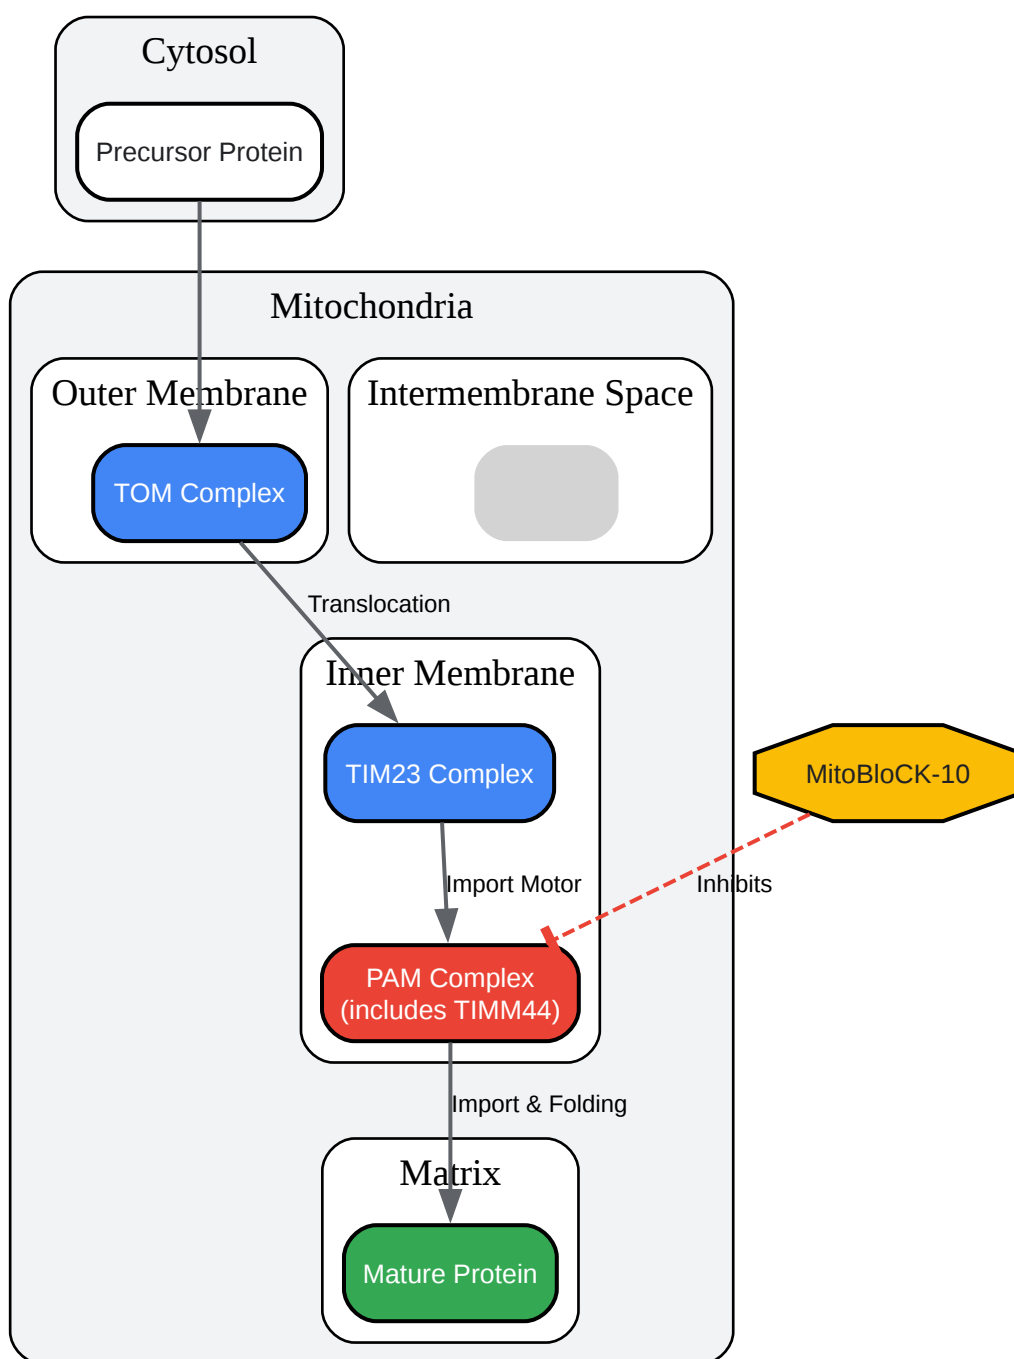 Cytosol
Precursor Protein
Mitochondria
Outer Membrane
Intermembrane Space
TOM Complex
Translocation
Inner Membrane
TIM23 Complex
MitoBloCK-10
Import Motor
Inhibits
PAM Complex
(includes TIMM44)
Import & Folding
Matrix
Mature Protein